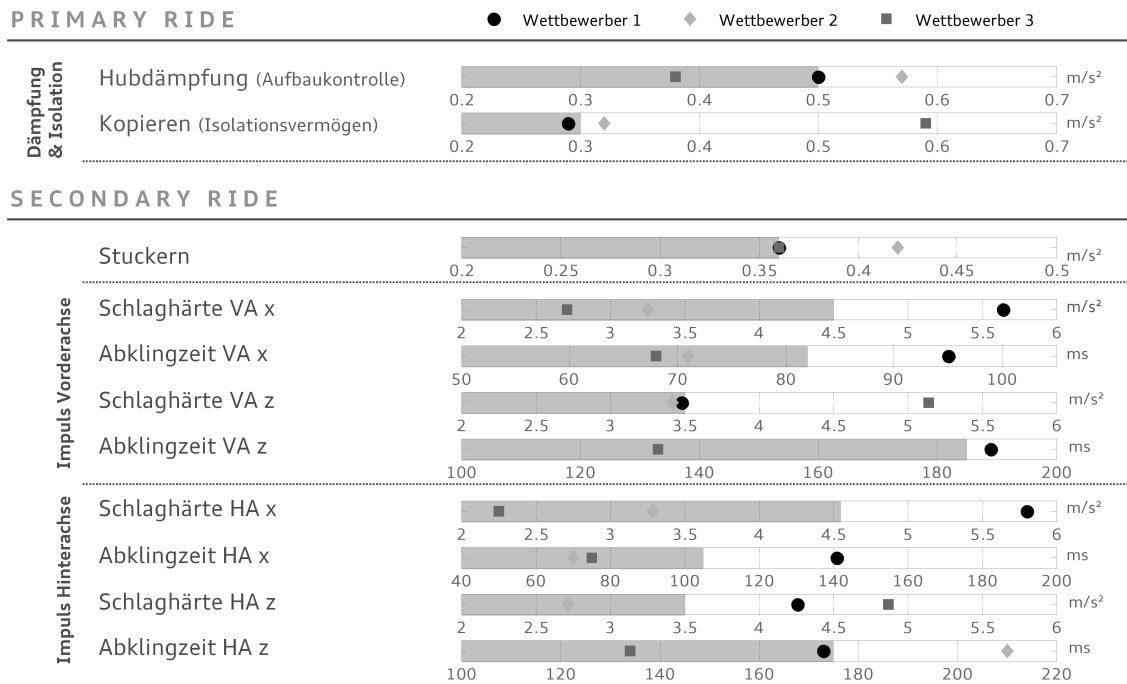 PRIMARY RIDE
Wettbewerber 1 Wettbewerber 2 Wettbewerber 3
Dämpfung
& Isolation
Hubdämpfung (Aufbaukontrolle) m/s²
0.2 0.3 0.4 0.5 0.6 0.7
Kopieren (Isolationsvermögen) m/s²
0.2 0.3 0.4 0.5 0.6 0.7
SECONDARY RIDE
Stuckern m/s²
0.2 0.25 0.3 0.35 0.4 0.45 0.5
Impuls Vorderachse
Schlaghärte VA x m/s²
2 2.5 3 3.5 4 4.5 5 5.5 6
Abklingzeit VA x ms
50 60 70 80 90 100
Schlaghärte VA z m/s²
2 2.5 3 3.5 4 4.5 5 5.5 6
Abklingzeit VA z ms
100 120 140 160 180 200
Impuls Hinterachse
Schlaghärte HA x m/s²
2 2.5 3 3.5 4 4.5 5 5.5 6
Abklingzeit HA x ms
40 60 80 100 120 140 160 180 200
Schlaghärte HA z m/s²
2 2.5 3 3.5 4 4.5 5 5.5 6
Abklingzeit HA z ms
100 120 140 160 180 200 220